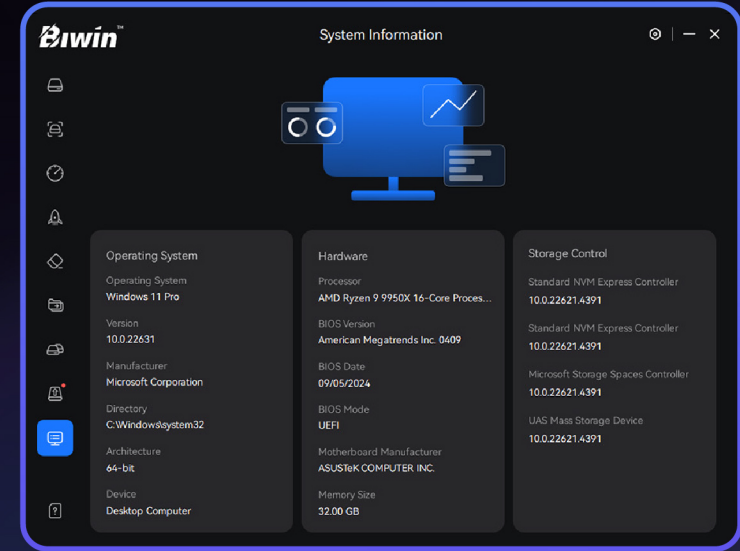 Biwin™
System Information
Operating System
Operating System
Windows 11 Pro
Version
10.0.22631
Manufacturer
Microsoft Corporation
Directory
C:\Windows\system32
Architecture
64-bit
Device
Desktop Computer
Hardware
Processor
AMD Ryzen 9 9950X 16-Core Proces...
BIOS Version
American Megatrends Inc. 0409
BIOS Date
09/05/2024
BIOS Mode
UEFI
Motherboard Manufacturer
ASUSTeK COMPUTER INC.
Memory Size
32.00 GB
Storage Control
Standard NVM Express Controller
10.0.22621.4391
Standard NVM Express Controller
10.0.22621.4391
Microsoft Storage Spaces Controller
10.0.22621.4391
UAS Mass Storage Device
10.0.22621.4391